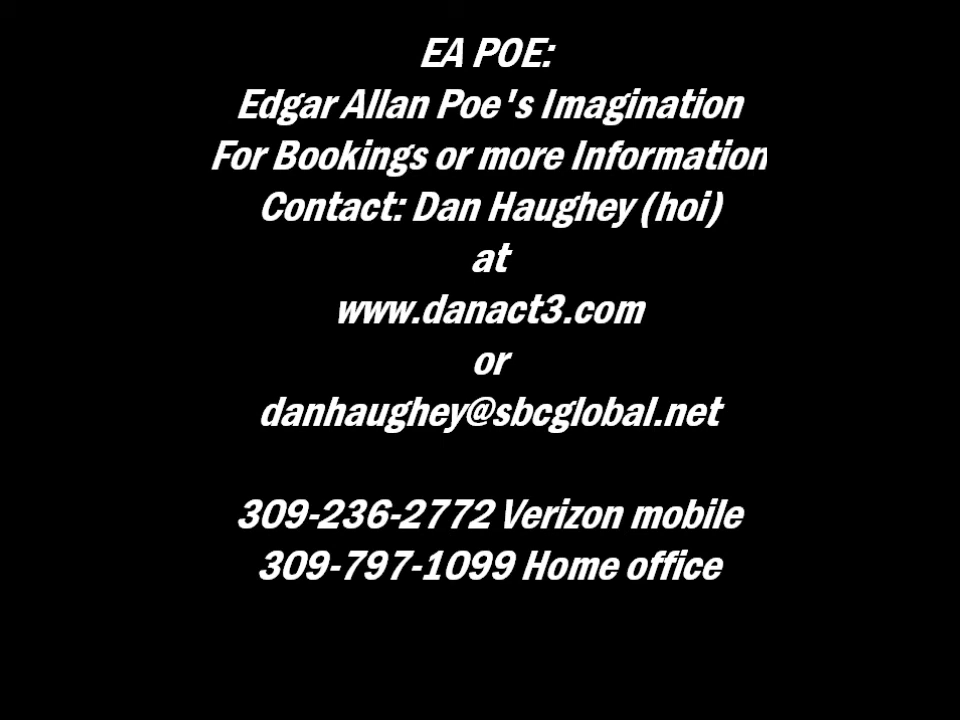 EA POE:
Edgar Allan Poe's Imagination
For Bookings or more Information
Contact: Dan Haughey (hoi)
at
www.danact3.com
or
danhaughey@sbcglobal.net
309-236-2772 Verizon mobile
309-797-1099 Home office